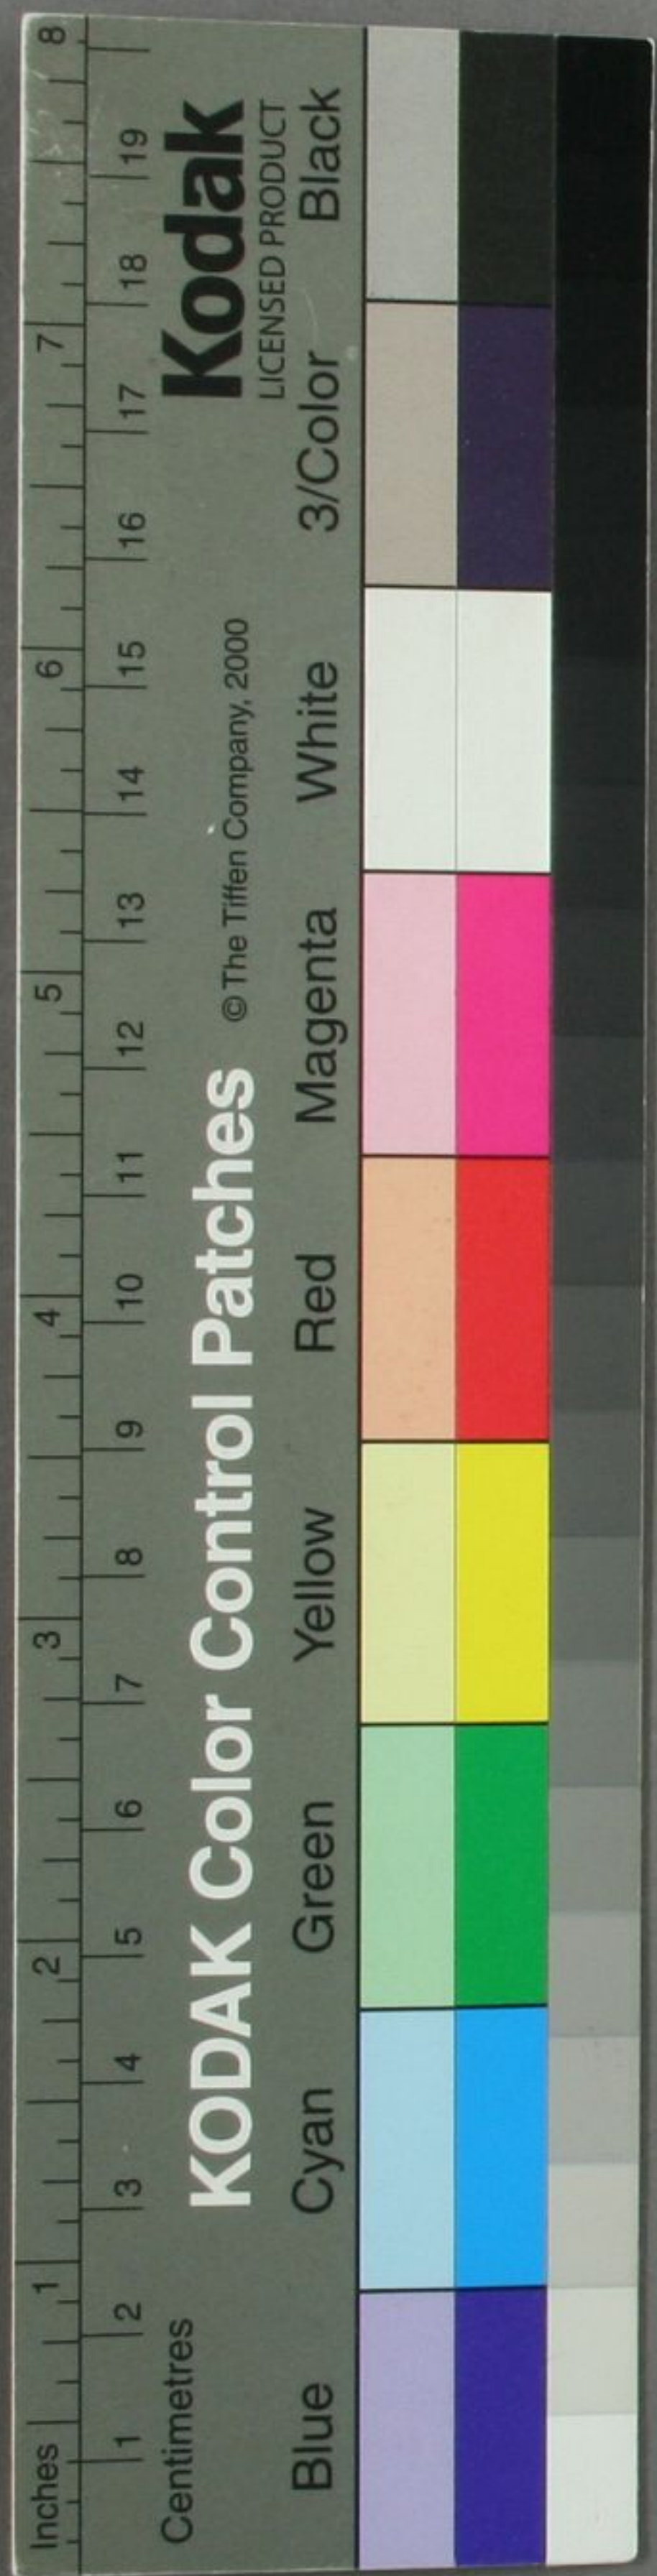 Inches 1 2 3 4 5 6 7 8
Centimetres 1 2 3 4 5 6 7 8 9 10 11 12 13 14 15 16 17 18 19
KODAK Color Control Patches © The Tiffen Company, 2000 Kodak
LICENSED PRODUCT
Blue Cyan Green Yellow Red Magenta White 3/Color Black